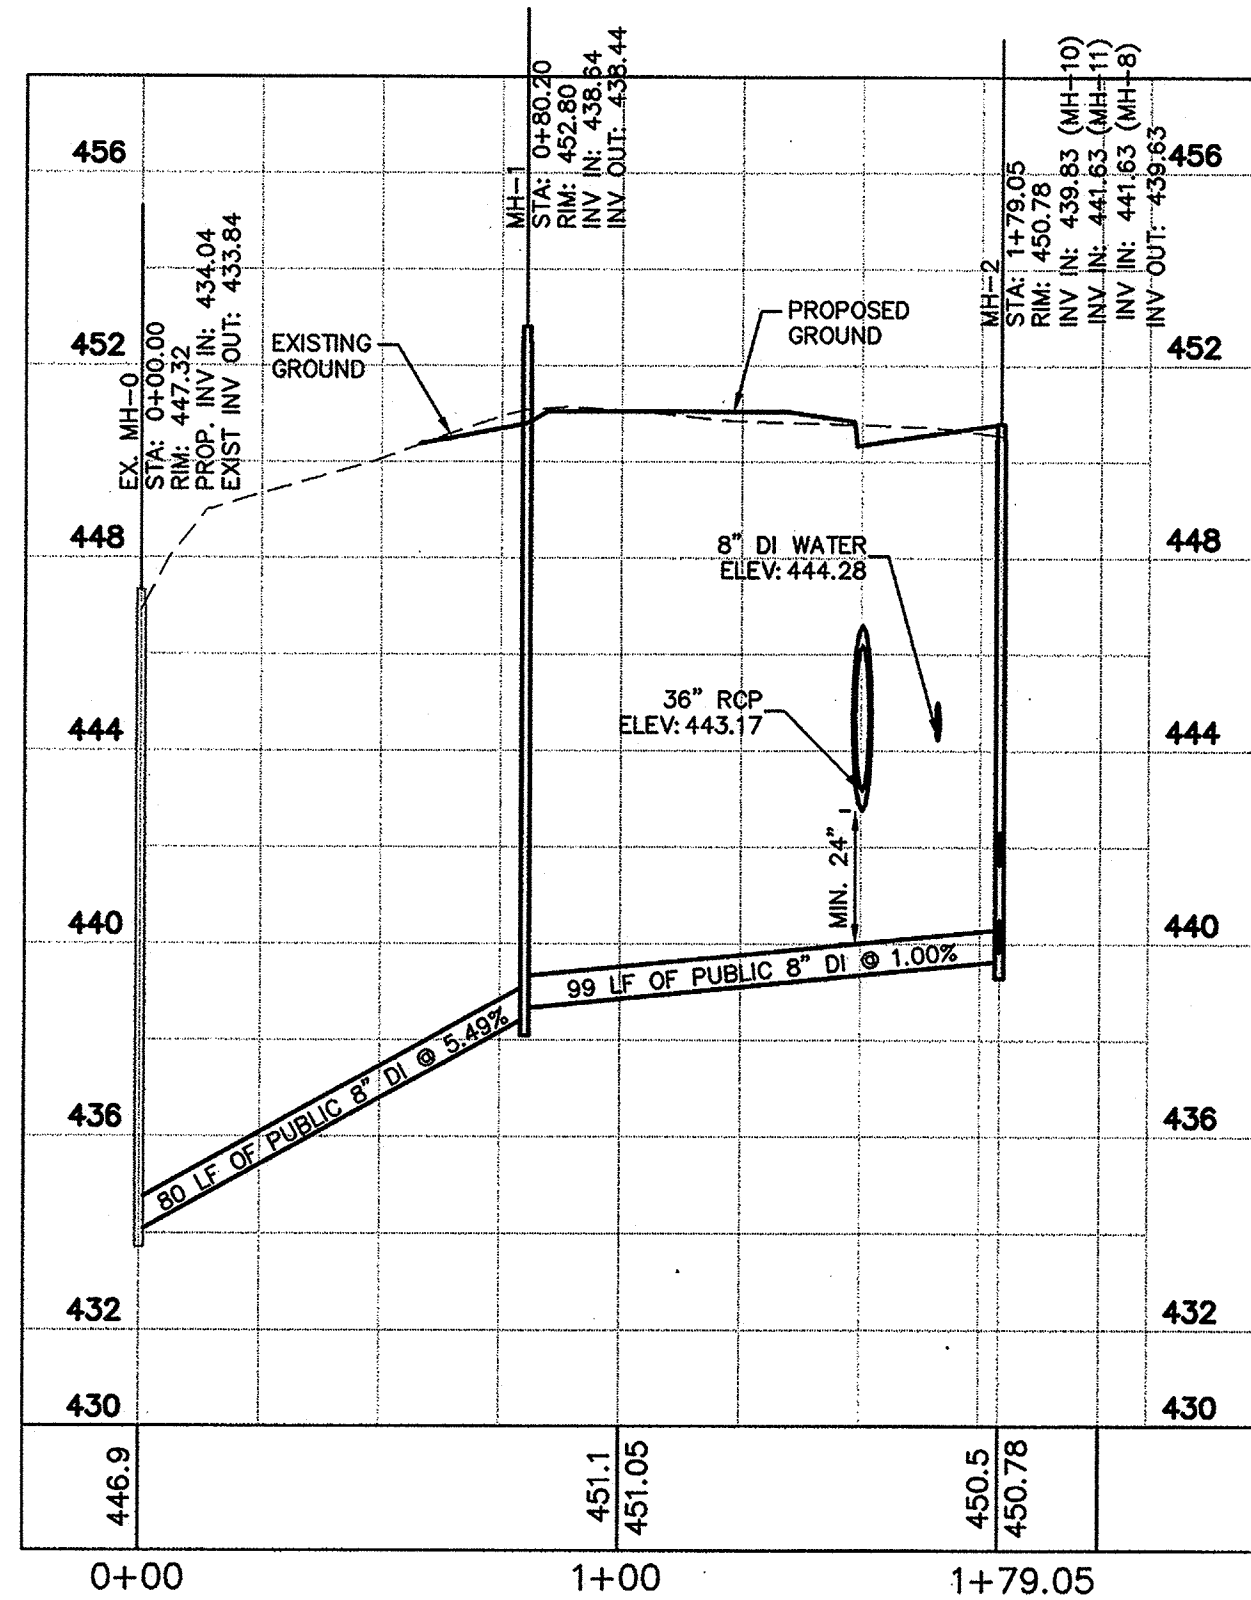 EX. MH-0
STA: 0+00.00
RIM: 447.32
PROP. INV IN: 434.04
EXIST INV OUT: 433.84
MH-1
STA: 0+80.20
RIM: 452.80
INV IN: 438.64
INV OUT: 438.44
MH-2
STA: 1+79.05
RIM: 450.78
INV IN: 439.83 (MH-10)
INV IN: 441.63 (MH-11)
INV IN: 441.63 (MH-8)
INV OUT: 439.63
456
456
452
452
EXISTING
GROUND
PROPOSED
GROUND
448
448
8" DI WATER
ELEV: 444.28
36" RCP
ELEV: 443.17
444
444
MIN. 24"
440
440
99 LF OF PUBLIC 8" DI @ 1.00%
80 LF OF PUBLIC 8" DI @ 5.49%
436
436
432
432
430
430
446.9
451.1
451.05
450.5
450.78
0+00
1+00
1+79.05